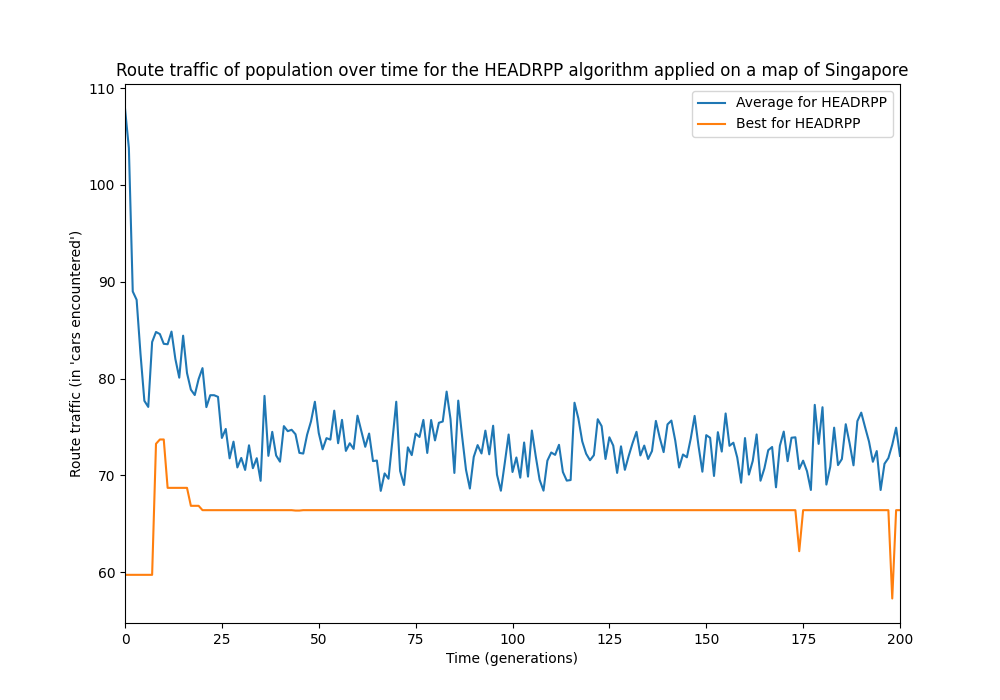 Route traffic of population over time for the HEADRPP algorithm applied on a map of Singapore
Average for HEADRPP
Best for HEADRPP
Route traffic (in 'cars encountered')
110
100
90
80
70
60
0 25 50 75 100 125 150 175 200
Time (generations)